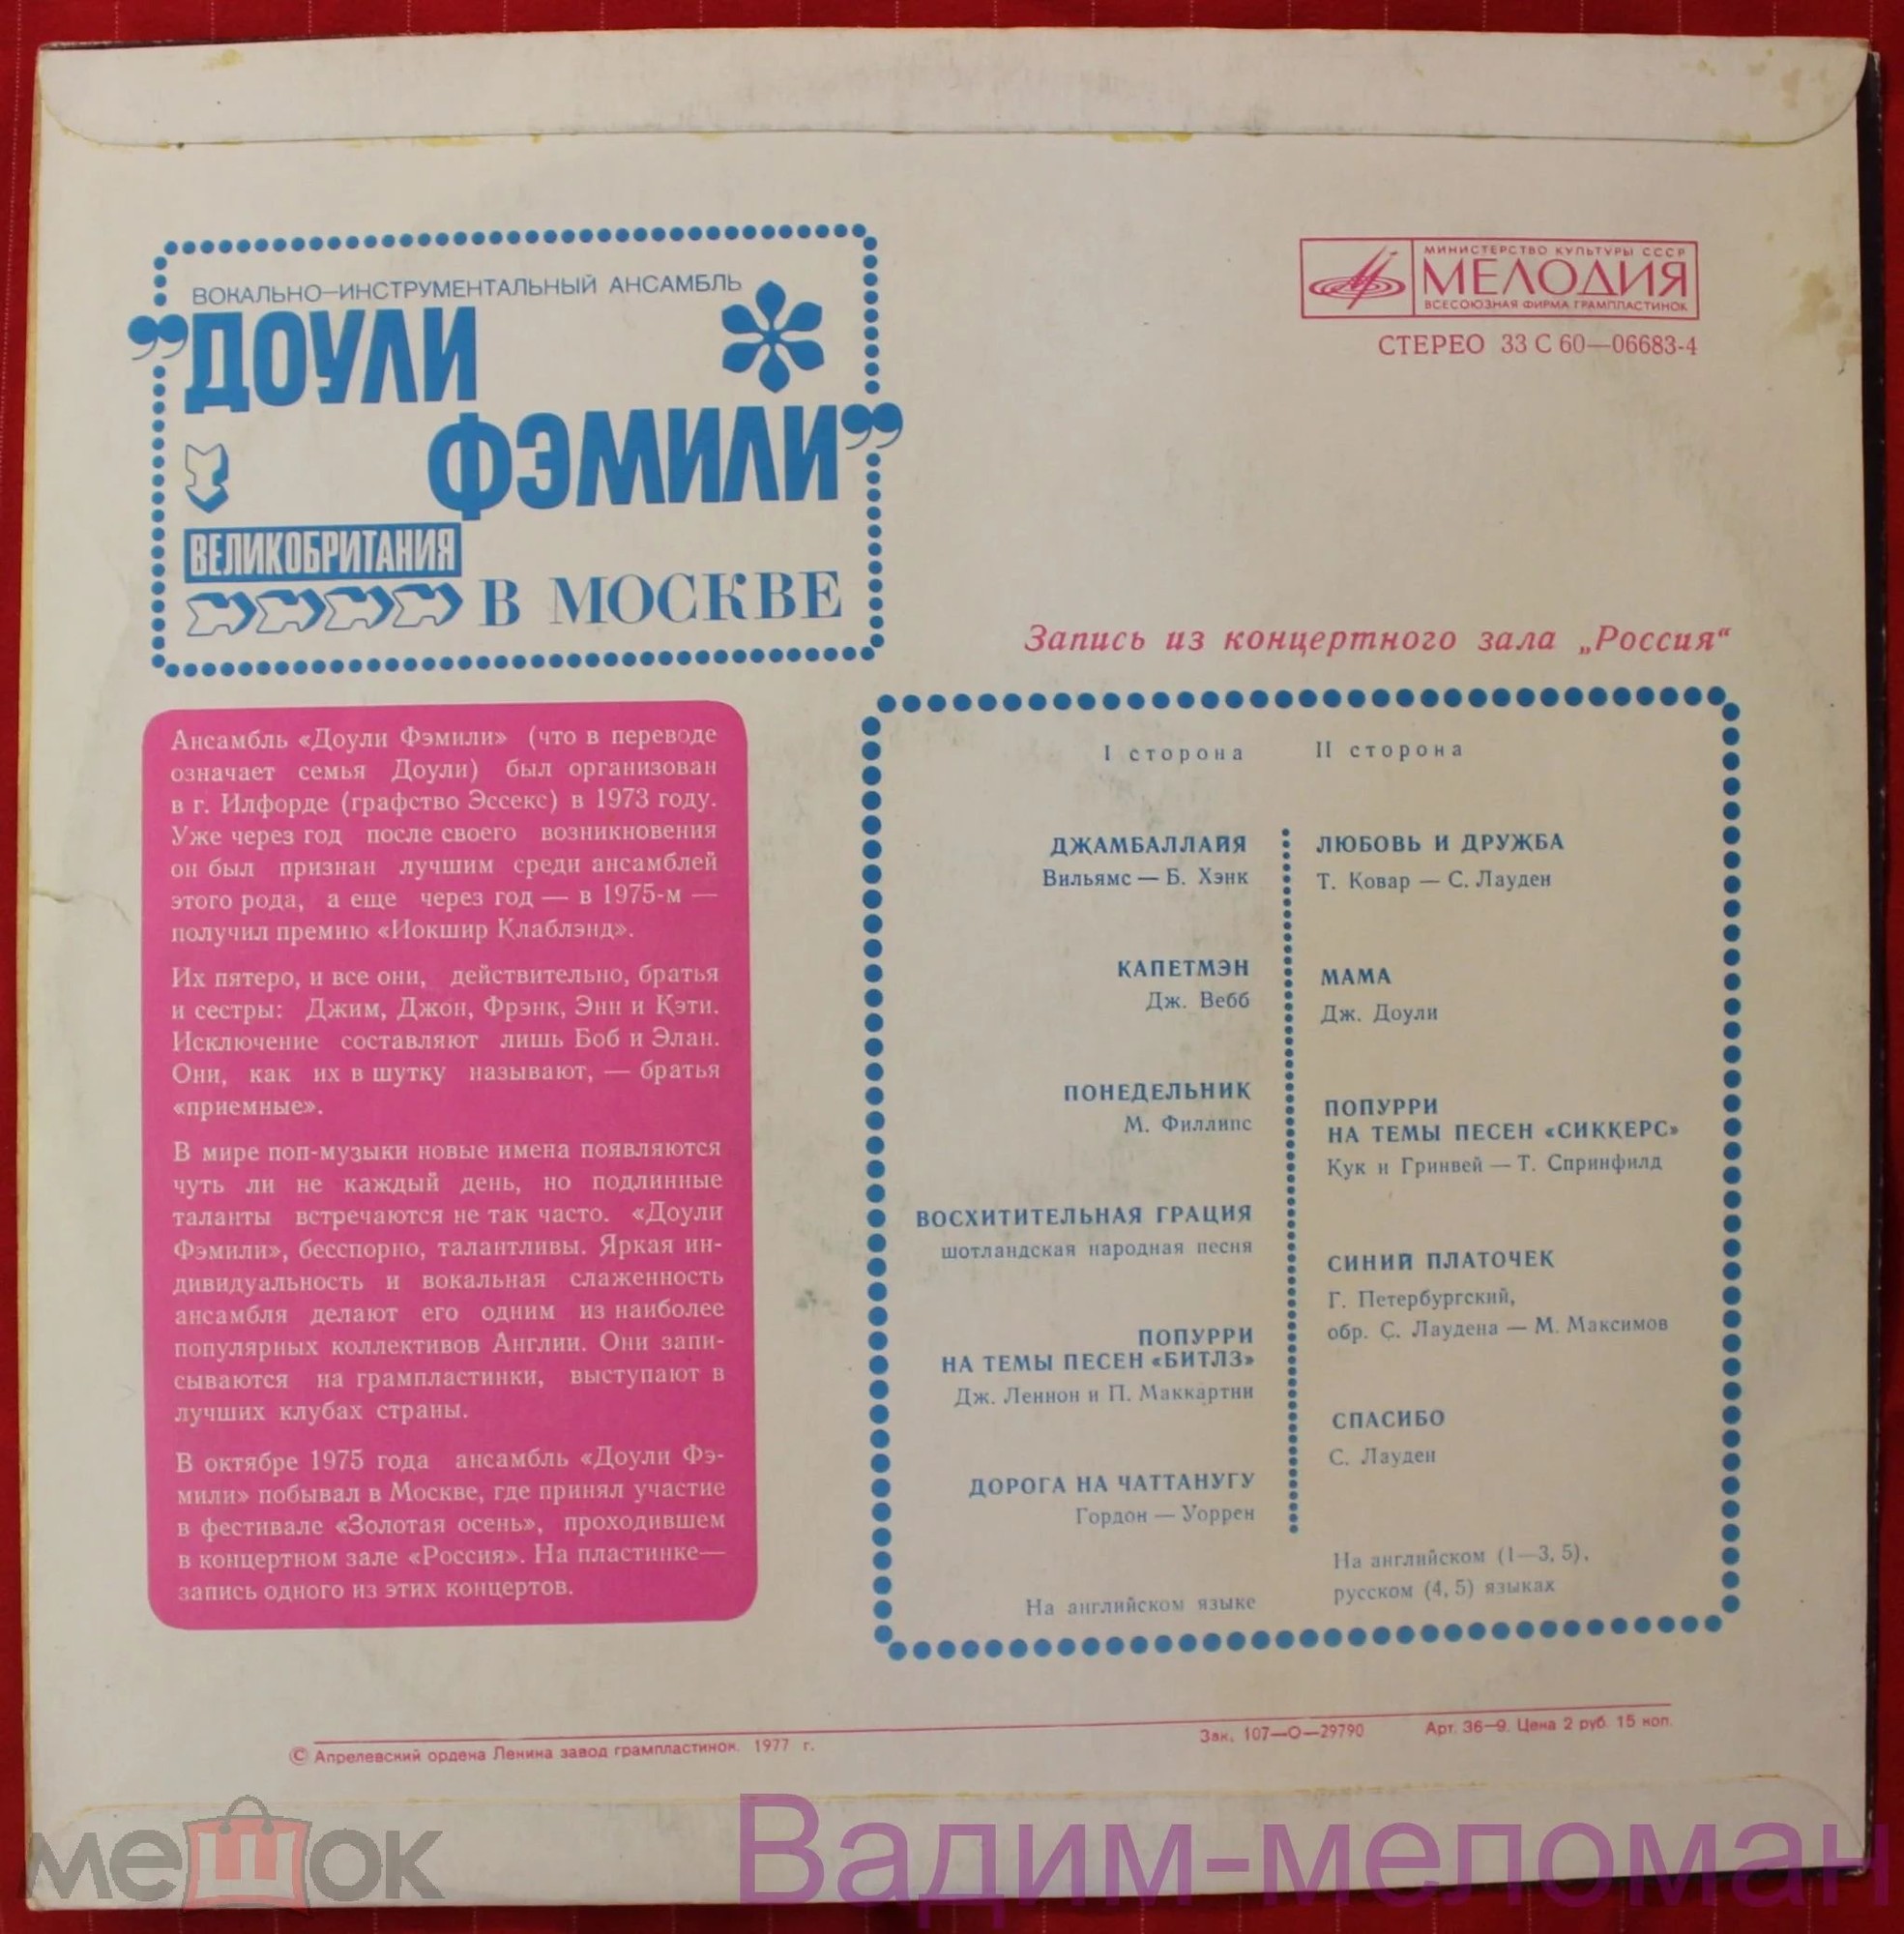 ВОКАЛЬНО—ИНСТРУМЕНТАЛЬНЫЙ АНСАМБЛЬ
„ДОУЛИ
ФЭМИЛИ”
ВЕЛИКОБРИТАНИЯ
В МОСКВЕ
МИНИСТЕРСТВО КУЛЬТУРЫ СССР
МЕЛОДИЯ
ВСЕСОЮЗНАЯ ФИРМА ГРАМПЛАСТИНОК
СТЕРЕО 33 С 60—06683-4
Запись из концертного зала „Россия“
Ансамбль «Доули Фэмили» (что в переводе
означает семья Доули) был организован
в г. Илфорде (графство Эссекс) в 1973 году.
Уже через год после своего возникновения
он был признан лучшим среди ансамблей
этого рода, а еще через год — в 1975-м —
получил премию «Иокшир Клаблэнд».
Их пятеро, и все они, действительно, братья
и сестры: Джим, Джон, Фрэнк, Энн и Кэти.
Исключение составляют лишь Боб и Элан.
Они, как их в шутку называют, — братья
«приемные».
В мире поп-музыки новые имена появляются
чуть ли не каждый день, но подлинные
таланты встречаются не так часто. «Доули
Фэмили», бесспорно, талантливы. Яркая ин-
дивидуальность и вокальная слаженность
ансамбля делают его одним из наиболее
популярных коллективов Англии. Они запи-
сываются на грампластинки, выступают в
лучших клубах страны.
В октябре 1975 года ансамбль «Доули Фэ-
мили» побывал в Москве, где принял участие
в фестивале «Золотая осень», проходившем
в концертном зале «Россия». На пластинке—
запись одного из этих концертов.
I сторона
ДЖАМБАЛЛАЙЯ
Вильямс — Б. Хэнк
КАПЕТМЭН
Дж. Вебб
ПОНЕДЕЛЬНИК
М. Филлипс
ВОСХИТИТЕЛЬНАЯ ГРАЦИЯ
шотландская народная песня
ПОПУРРИ
НА ТЕМЫ ПЕСЕН «БИТЛЗ»
Дж. Леннон и П. Маккартни
ДОРОГА НА ЧАТТАНУГУ
Гордон — Уоррен
На английском языке
II сторона
ЛЮБОВЬ И ДРУЖБА
Т. Ковар — С. Лауден
МАМА
Дж. Доули
ПОПУРРИ
НА ТЕМЫ ПЕСЕН «СИККЕРС»
Кук и Гринвей — Т. Спринфилд
СИНИЙ ПЛАТОЧЕК
Г. Петербургский,
обр. С. Лаудена — М. Максимов
СПАСИБО
С. Лауден
На английском (1—3, 5),
русском (4, 5) языках
© Апрелевский ордена Ленина завод грампластинок. 1977 г.
Зак. 107—О—29790
Арт. 36—9. Цена 2 руб. 15 коп.
мешок
Вадим-меломан